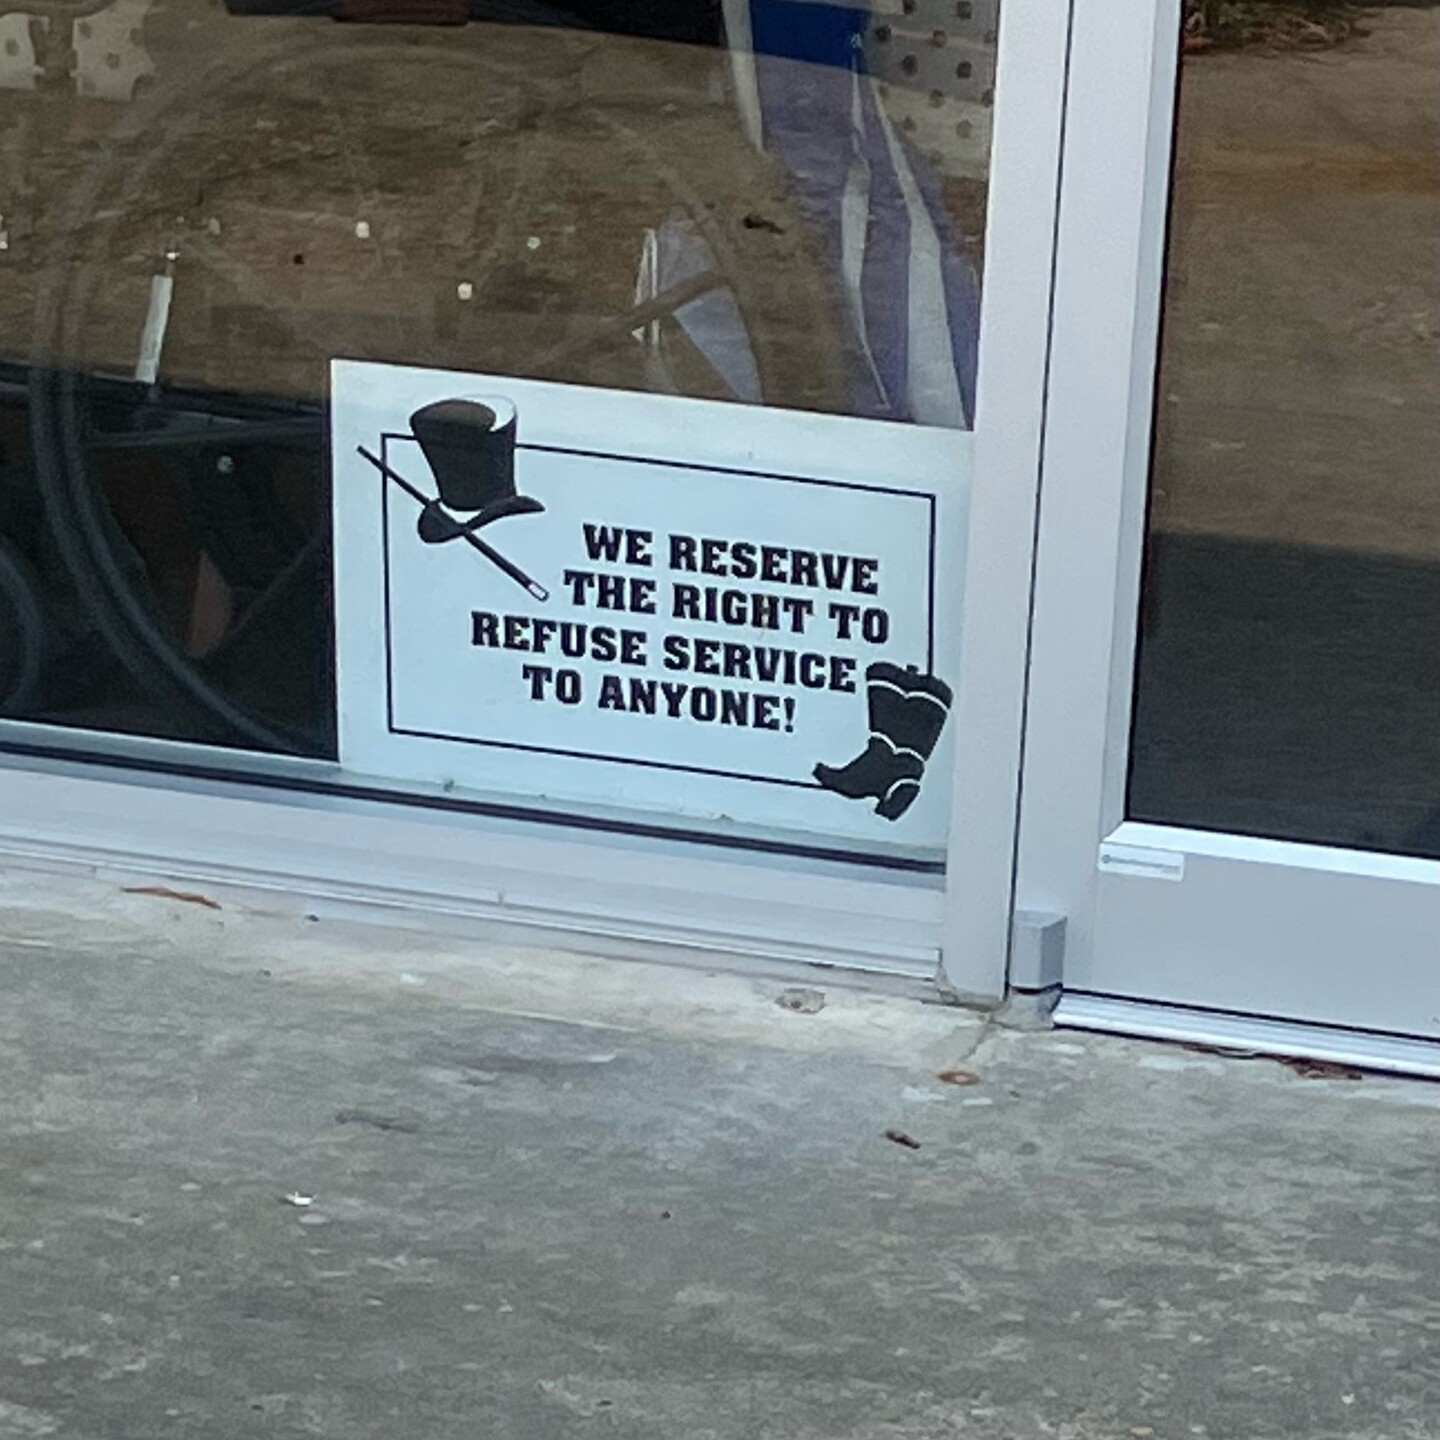 WE RESERVE
THE RIGHT TO
REFUSE SERVICE
TO ANYONE!